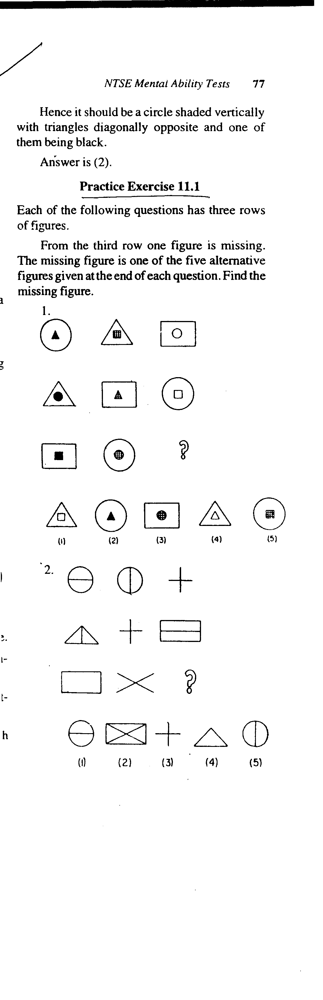 NTSE Mental Ability Tests 77
Hence it should be a circle shaded vertically
with triangles diagonally opposite and one of
them being black.
Answer is (2).
Practice Exercise 11.1
Each of the following questions has three rows
of figures.
From the third row one figure is missing.
The missing figure is one of the five alternative
figures given at the end of each question. Find the
missing figure.
a
1.
g
?
(1) (2) (3) (4) (5)
2.
)
e.
?
h
(1) (2) (3) (4) (5)